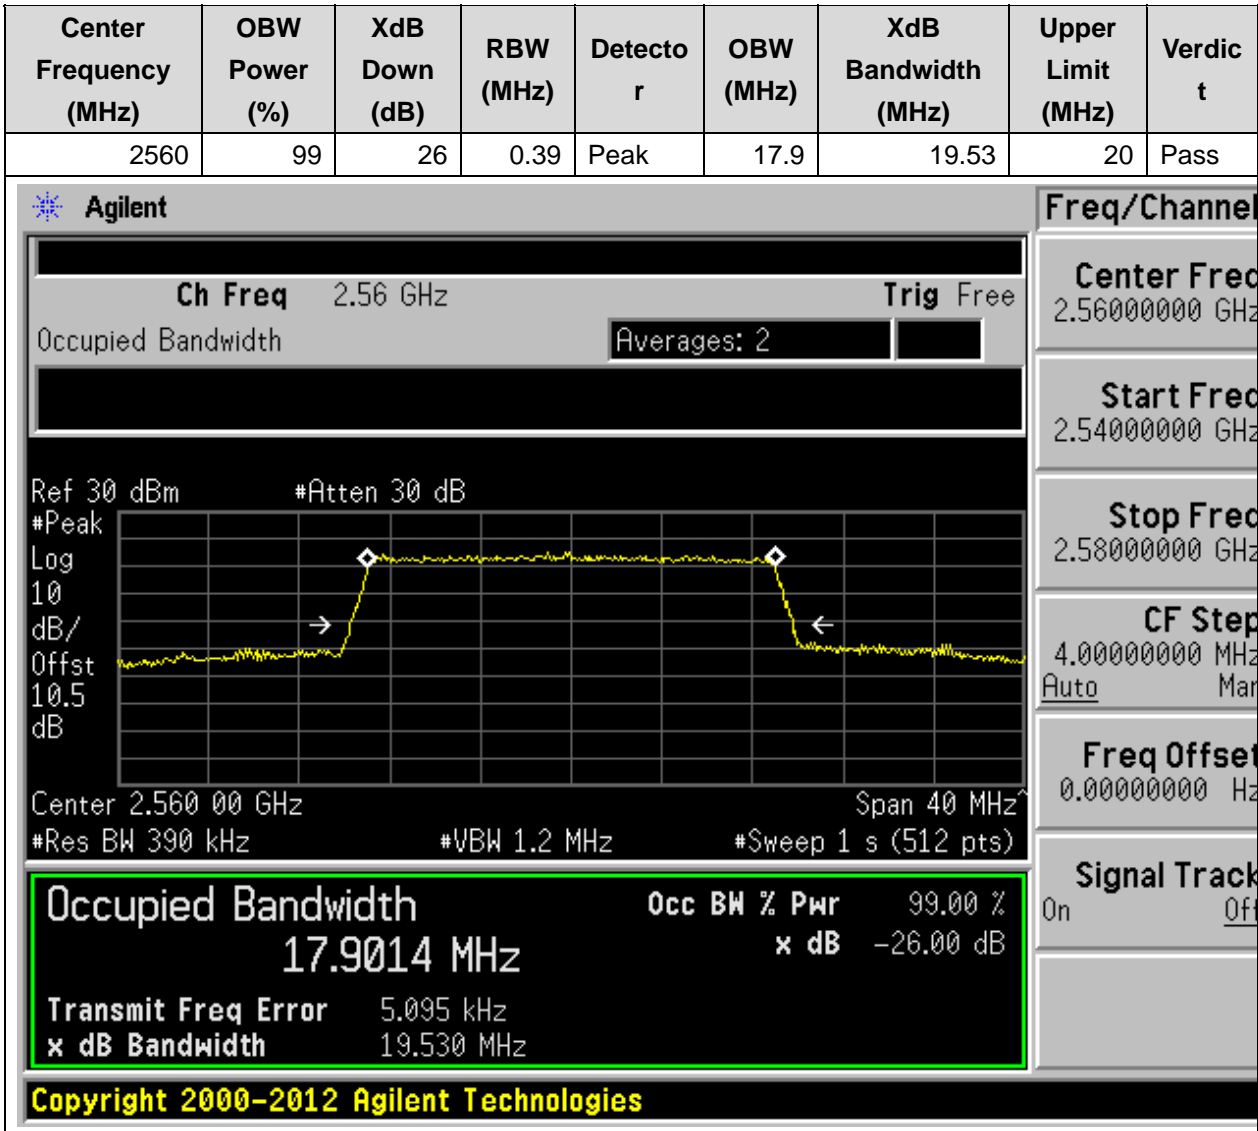 Center Frequency (MHz) OBW Power (%) XdB Down (dB) RBW (MHz) Detecto r OBW (MHz) XdB Bandwidth (MHz) Upper Limit (MHz) Verdic t
2560 99 26 0.39 Peak 17.9 19.53 20 Pass
Agilent
Freq/Channel
Ch Freq 2.56 GHz Trig Free
Occupied Bandwidth Averages: 2
Ref 30 dBm #Atten 30 dB
#Peak
Log
10
dB/
Offst
10.5
dB
Center 2.560 00 GHz Span 40 MHz^
#Res BW 390 kHz #VBW 1.2 MHz #Sweep 1 s (512 pts)
Occupied Bandwidth Occ BW % Pwr 99.00 %
17.9014 MHz x dB -26.00 dB
Transmit Freq Error 5.095 kHz
x dB Bandwidth 19.530 MHz
Center Freq
2.56000000 GHz
Start Freq
2.54000000 GHz
Stop Freq
2.58000000 GHz
CF Step
4.00000000 MHz
Auto Man
Freq Offset
0.00000000 Hz
Signal Track
On Off
Copyright 2000-2012 Agilent Technologies